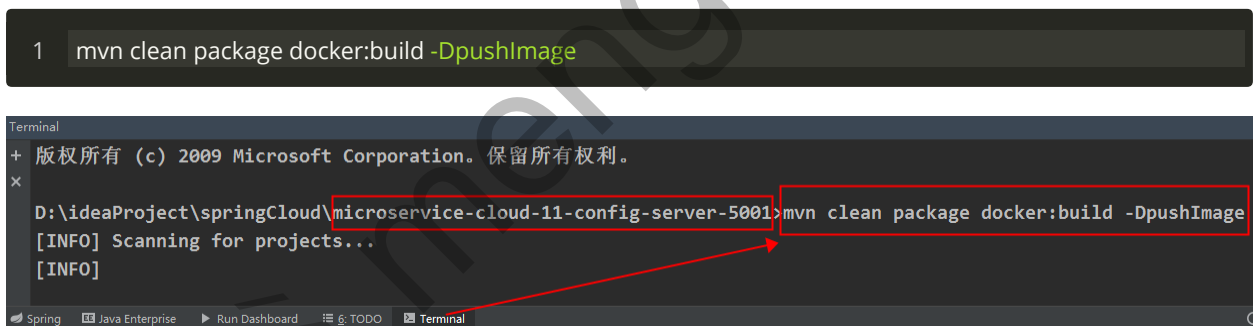 1 mvn clean package docker:build -DpushImage
Terminal
+ 版权所有 (c) 2009 Microsoft Corporation。保留所有权利。
×
D:\ideaProject\springCloud\microservice-cloud-11-config-server-5001>mvn clean package docker:build -DpushImage
[INFO] Scanning for projects...
[INFO]
Spring Java Enterprise Run Dashboard 6: TODO Terminal
meng